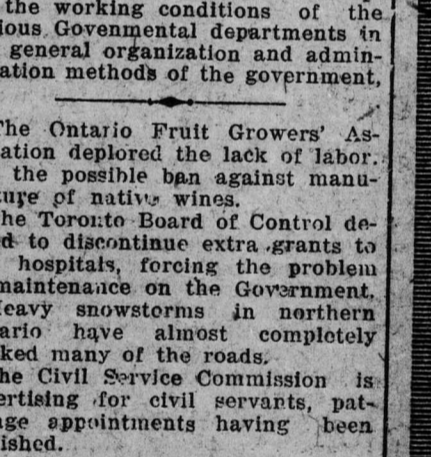 the working conditions of the
ious Govenmental departments in
general organization and admin-
ation methods of the government,
The Ontario Fruit Growers' As-
ation deplored the lack of labor.
the possible ban against manu-
ture of native wines.
he Toronto Board of Control de-
d to discontinue extra grants to
hospitals, forcing the problem
maintenance on the Government.
Heavy snowstorms in northern
ario have almost completely
ked many of the roads.
he Civil Service Commission is
ertising for civil servants, pat-
age appointments having been
ished.